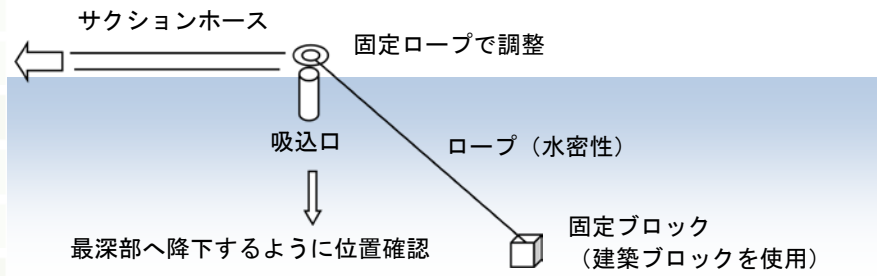 サクションホース
固定ロープで調整
吸込口
ロープ（水密性）
固定ブロック
（建築ブロックを使用）
最深部へ降下するように位置確認